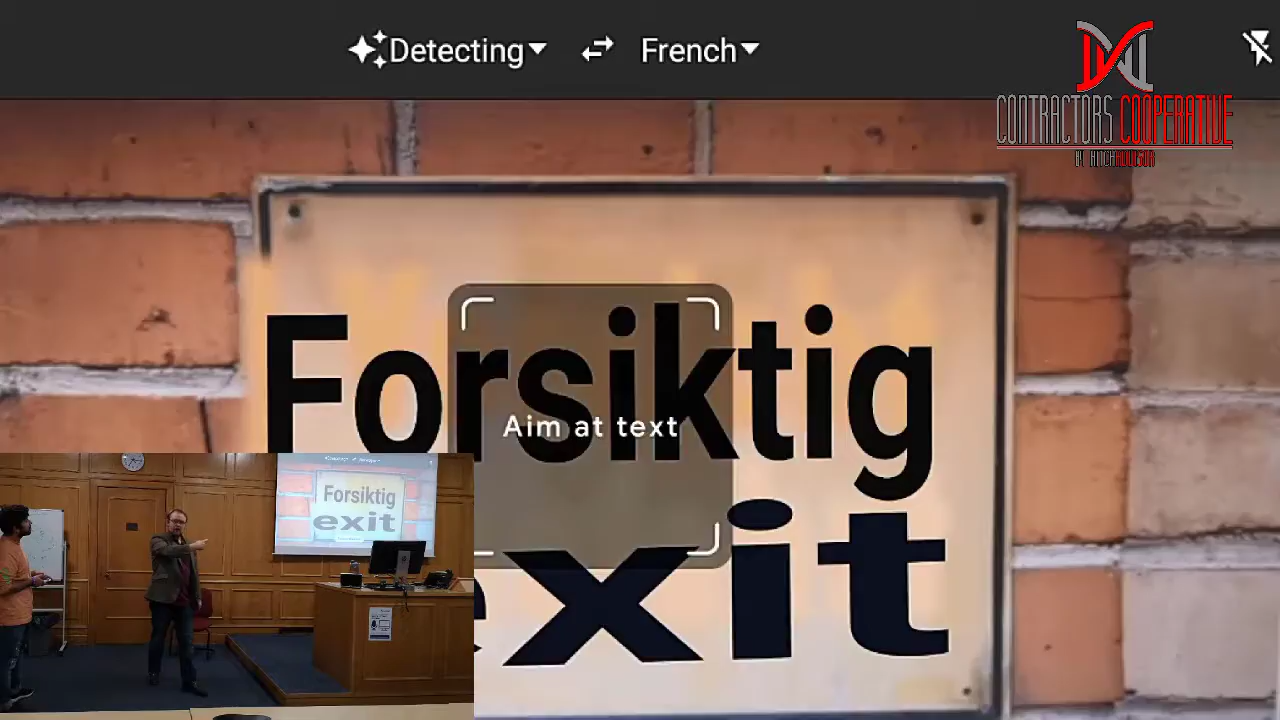 Detecting French
CONTRACTORS COOPERATIVE
Forsiktig
Aim at text
exit
Forsiktig
exit